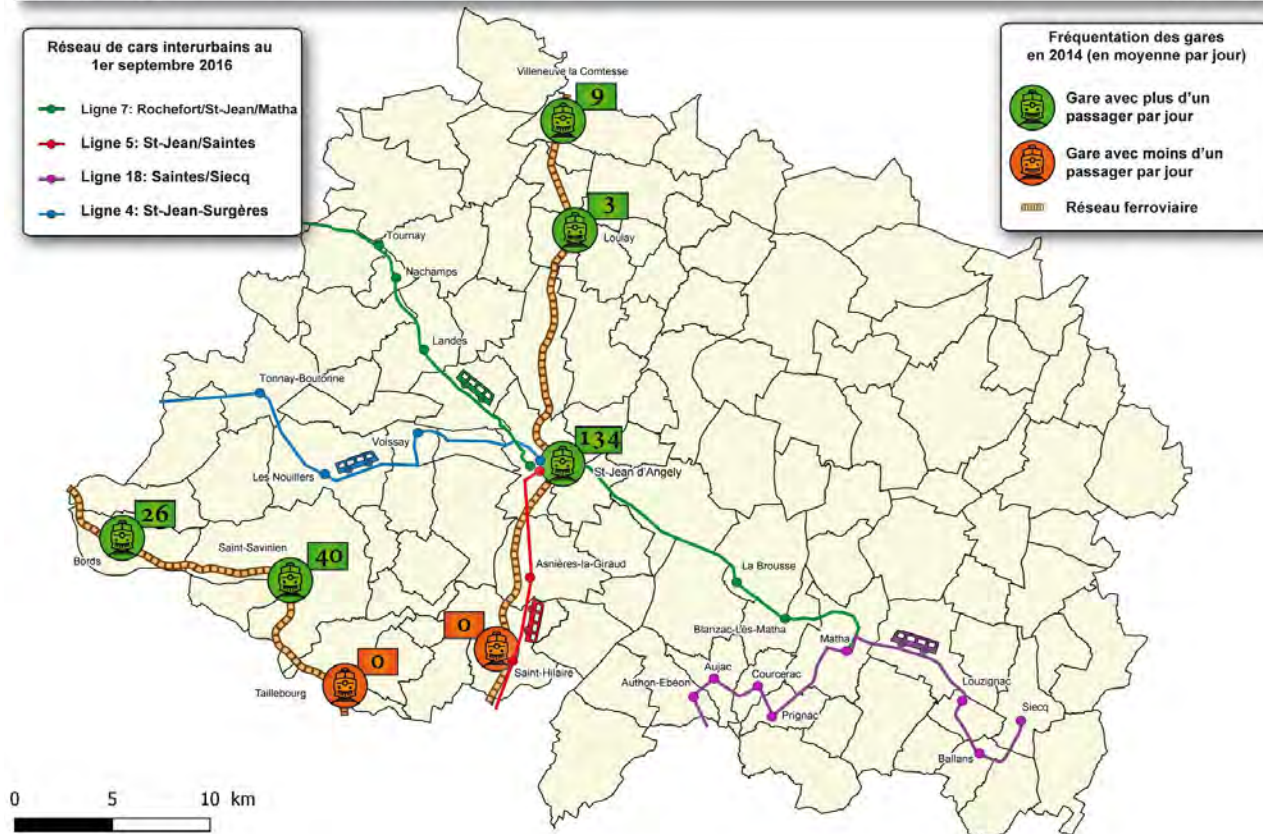 Réseau de cars interurbains au
1er septembre 2016
Ligne 7: Rochefort/St-Jean/Matha
Ligne 5: St-Jean/Saintes
Ligne 18: Saintes/Siecq
Ligne 4: St-Jean-Surgères
Fréquentation des gares
en 2014 (en moyenne par jour)
Gare avec plus d'un
passager par jour
Gare avec moins d'un
passager par jour
Réseau ferroviaire
Villeneuve la Comtesse
9
3
Loulay
Tournay
Nachamps
Landes
Tonnay-Boutonne
Voissay
Les Nouillers
134
St-Jean d'Angely
26
Bords
Saint-Savinien
40
Asnières-la-Giraud
La Brousse
0
Saint-Hilaire
Blanzac-Lès-Matha
Matha
0
Taillebourg
Aujac
Courcerac
Authon-Ebéon
Prignac
Louzignac
Siecq
Ballans
0 5 10 km